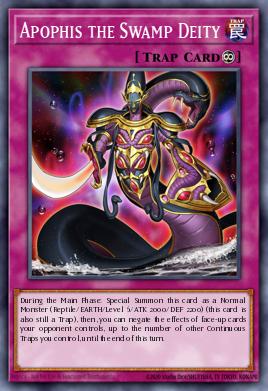 APOPHIS THE SWAMP DEITY
TRAP
罠
[TRAP CARD]
During the Main Phase: Special Summon this card as a Normal
Monster (Reptile/EARTH/Level 6/ATK 2000/DEF 2200) (this card is
also still a Trap), then, you can negate the effects of face-up cards
your opponent controls, up to the number of other Continuous
Traps you control, until the end of this turn.